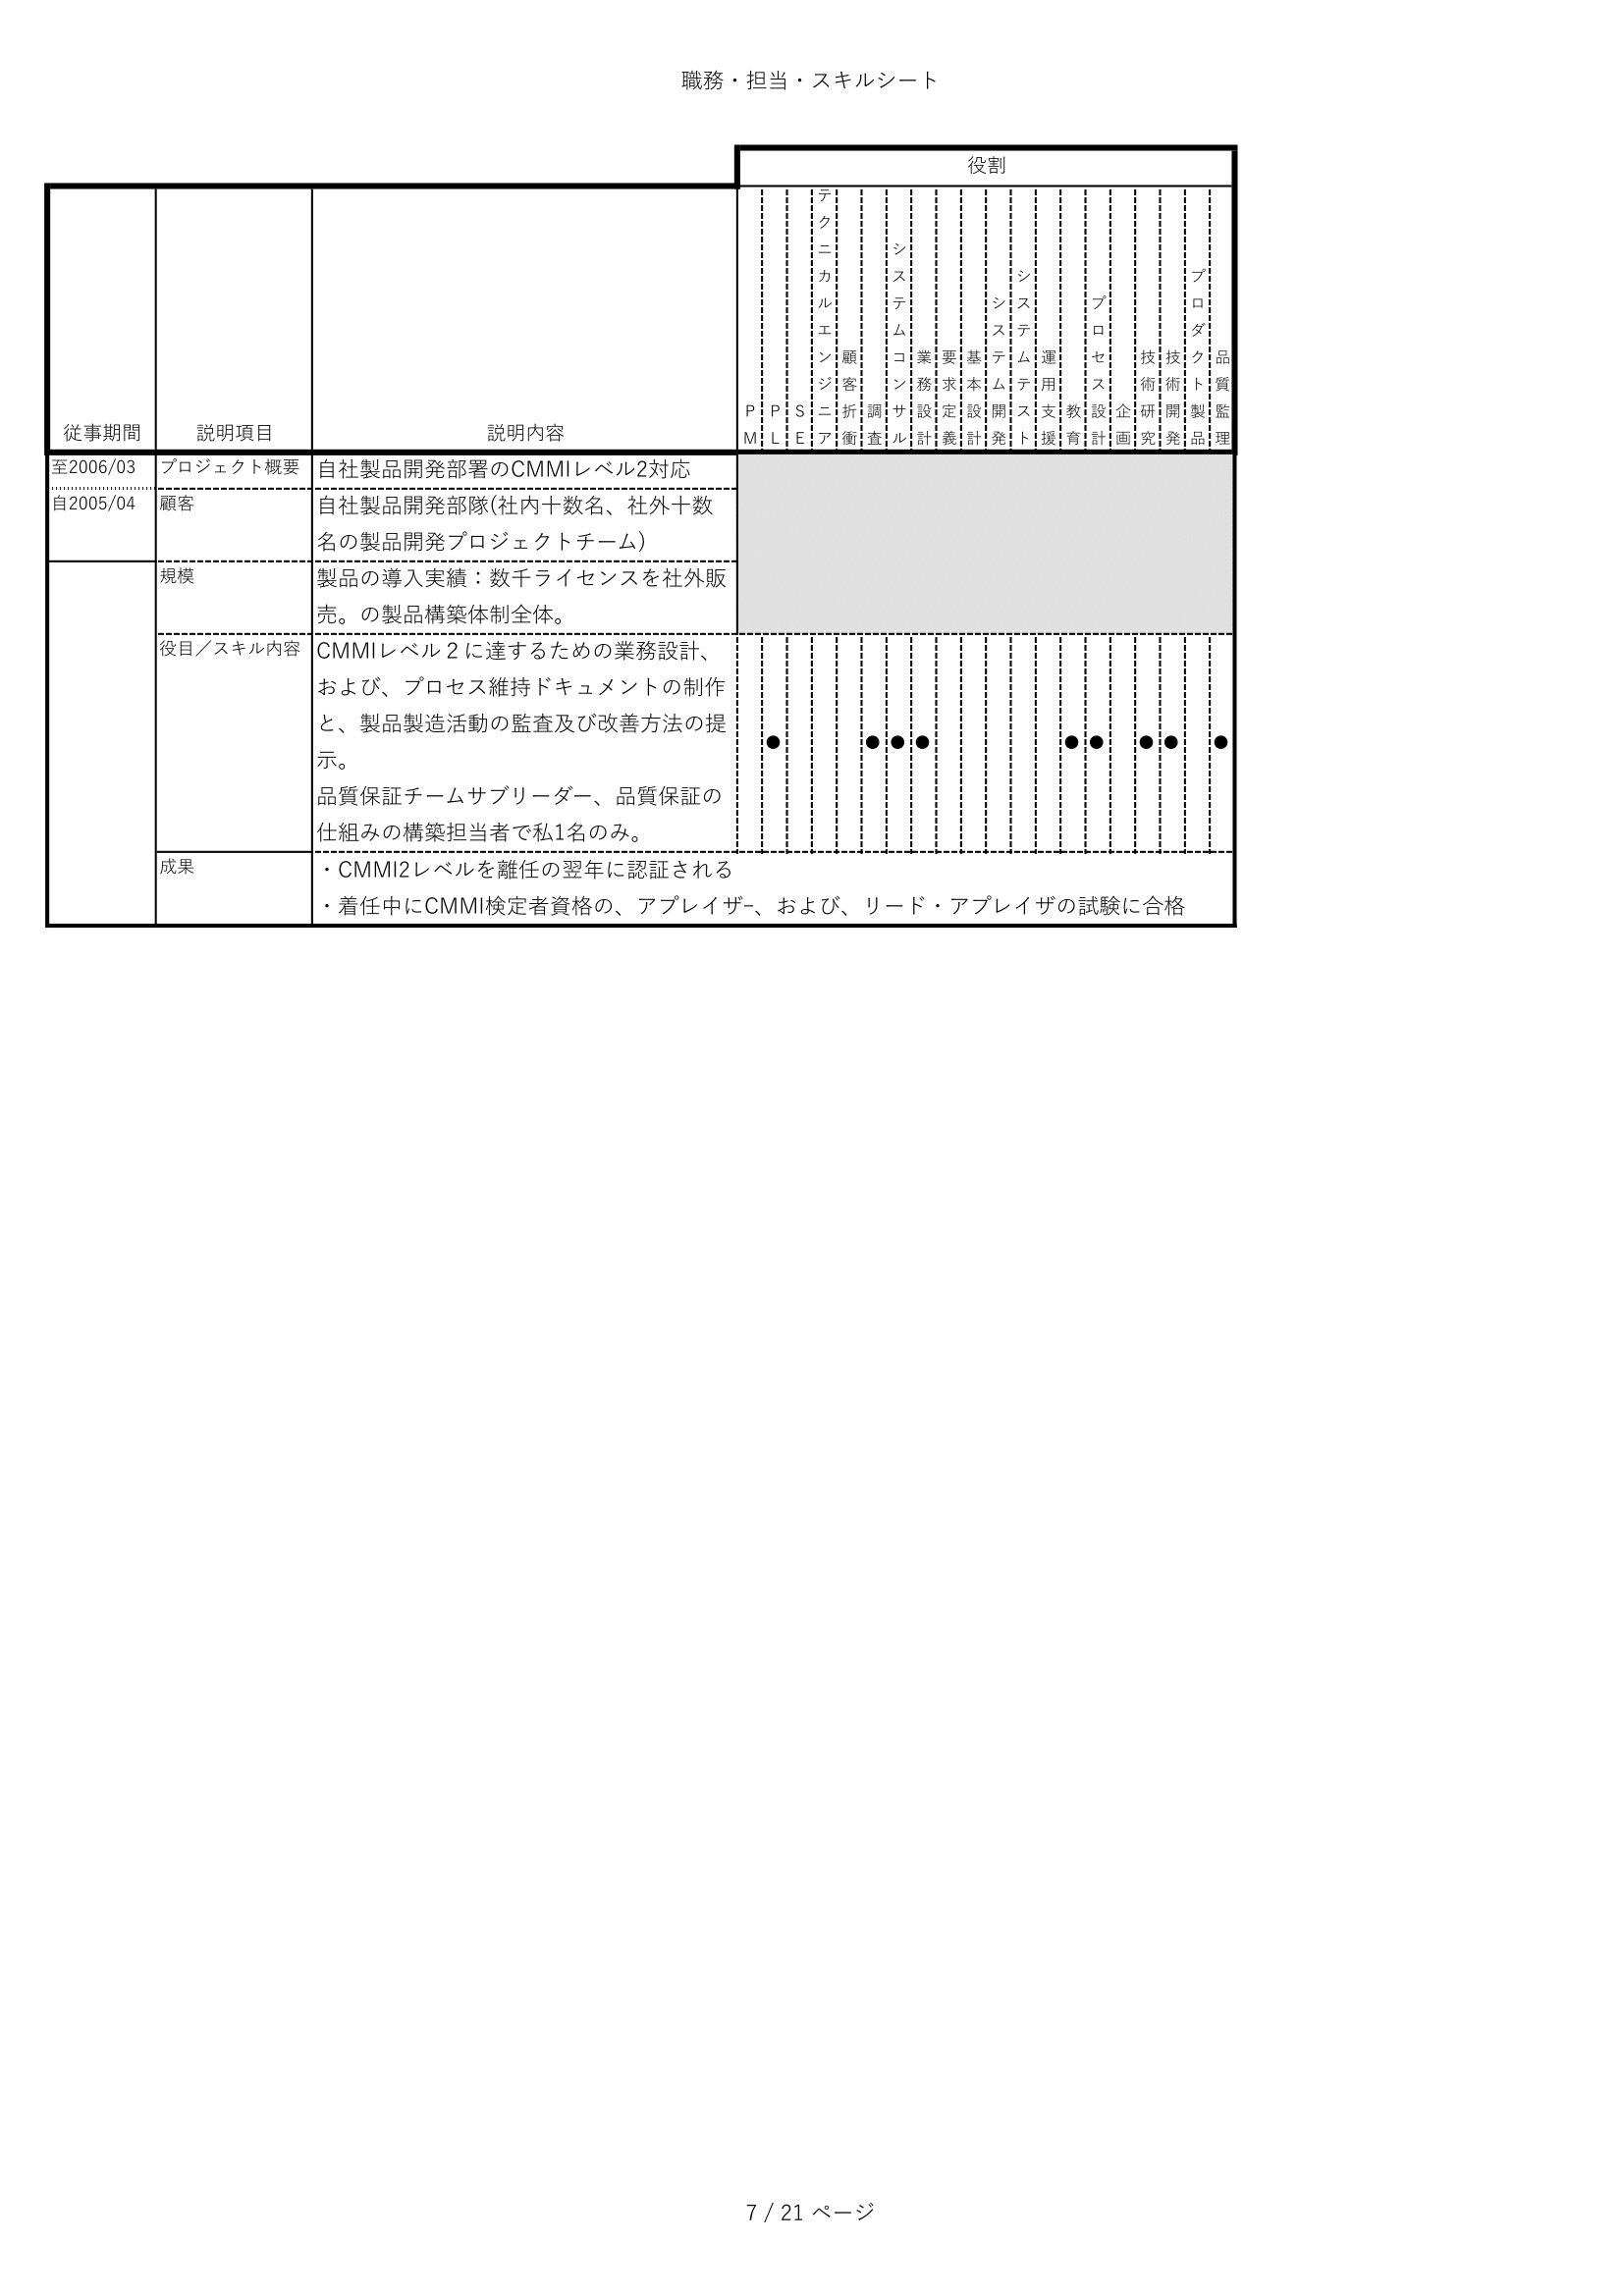 職務・担当・スキルシート
役割
従事期間 説明項目 説明内容 PM PL SE テクニカルエンジニア 顧客折衝 調査 システムコンサル 業務設計 要求定義 基本設計 システム開発 システムテスト 運用支援 教育 プロセス設計 企画 技術研究 技術開発 プロダクト製品 品質監理
至2006/03 プロジェクト概要 自社製品開発部署のCMMIレベル2対応
自2005/04 顧客 自社製品開発部隊(社内十数名、社外十数
名の製品開発プロジェクトチーム)
規模 製品の導入実績：数千ライセンスを社外販
売。の製品構築体制全体。
役目／スキル内容 CMMIレベル２に達するための業務設計、
および、プロセス維持ドキュメントの制作
と、製品製造活動の監査及び改善方法の提
示。
● ● ● ● ● ● ● ● ●
品質保証チームサブリーダー、品質保証の
仕組みの構築担当者で私1名のみ。
成果 ・CMMI2レベルを離任の翌年に認証される
・着任中にCMMI検定者資格の、アプレイザ-、および、リード・アプレイザの試験に合格
7 / 21 ページ